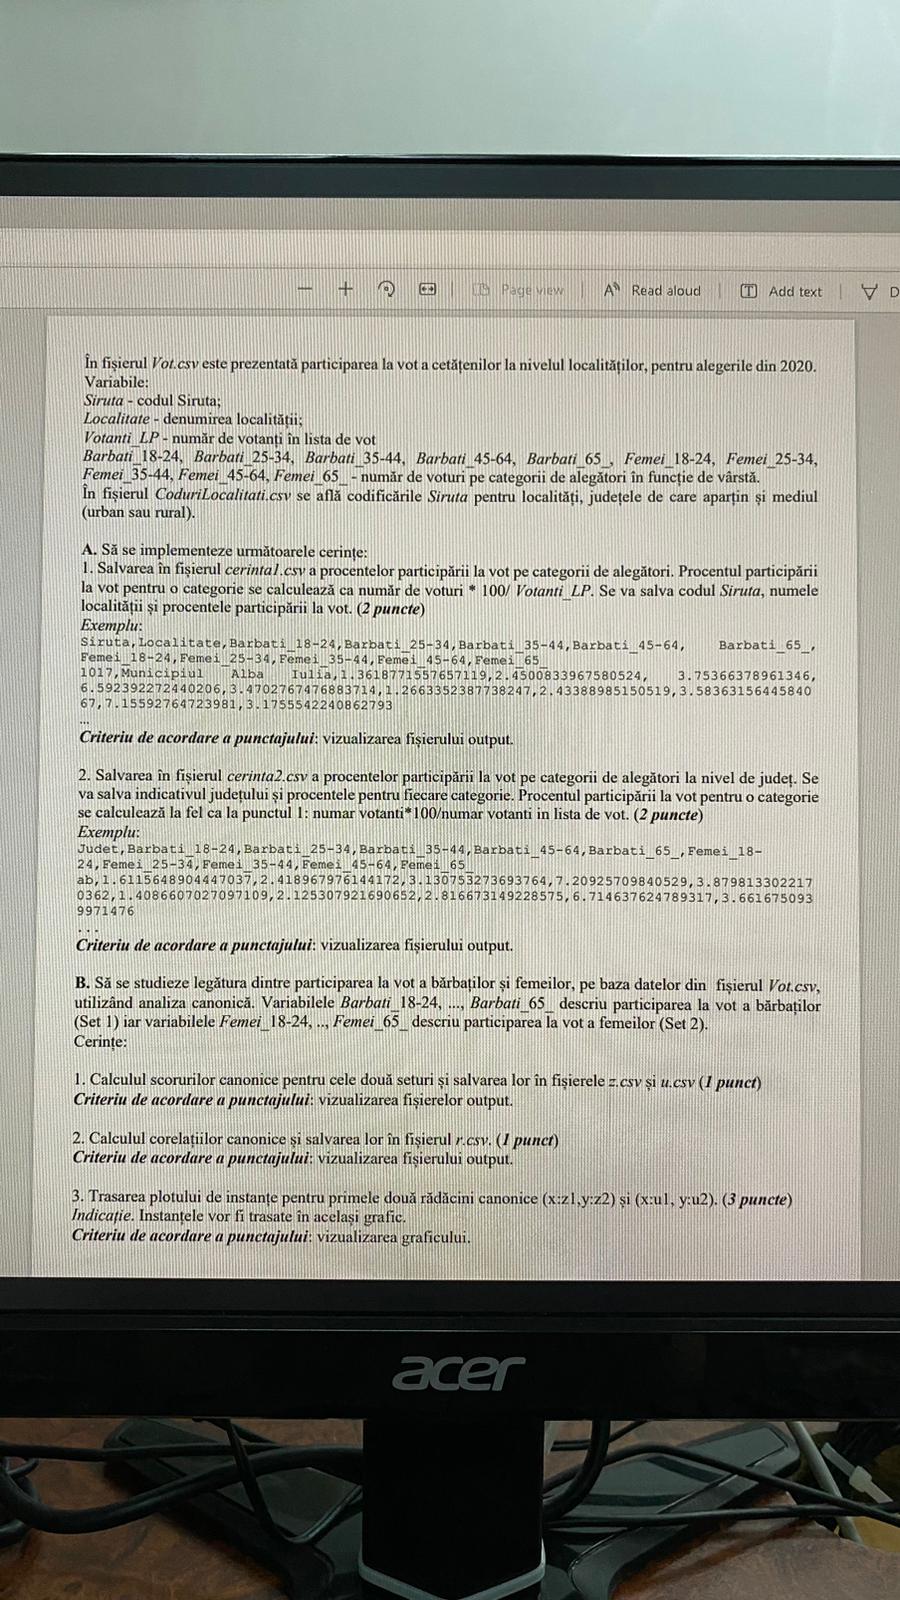 Page view
Read aloud
Add text
D
În fișierul Vot.csv este prezentată participarea la vot a cetățenilor la nivelul localităților, pentru alegerile din 2020.
Variabile:
Siruta - codul Siruta;
Localitate - denumirea localității;
Votanti_LP - număr de votanți în lista de vot
Barbati_18-24, Barbati_25-34, Barbati_35-44, Barbati_45-64, Barbati_65_, Femei_18-24, Femei_25-34,
Femei_35-44, Femei_45-64, Femei_65_ - număr de voturi pe categorii de alegători în funcție de vârstă.
În fișierul CoduriLocalitati.csv se află codificările Siruta pentru localități, județele de care aparțin și mediul
(urban sau rural).
A. Să se implementeze următoarele cerințe:
1. Salvarea în fișierul cerinta1.csv a procentelor participării la vot pe categorii de alegători. Procentul participării
la vot pentru o categorie se calculează ca număr de voturi * 100/ Votanti_LP. Se va salva codul Siruta, numele
localității și procentele participării la vot. (2 puncte)
Exemplu:
Siruta,Localitate,Barbati_18-24,Barbati_25-34,Barbati_35-44,Barbati_45-64, Barbati_65_,
Femei_18-24,Femei_25-34,Femei_35-44,Femei_45-64,Femei_65_
1017,Municipiul Alba Iulia,1.3618771557657119,2.4500833967580524, 3.75366378961346,
6.592392272440206,3.4702767476883714,1.2663352387738247,2.43388985150519,3.58363156445840
67,7.15592764723981,3.1755542240862793
...
Criteriu de acordare a punctajului: vizualizarea fișierului output.
2. Salvarea în fișierul cerinta2.csv a procentelor participării la vot pe categorii de alegători la nivel de județ. Se
va salva indicativul județului și procentele pentru fiecare categorie. Procentul participării la vot pentru o categorie
se calculează la fel ca la punctul 1: numar votanti*100/numar votanti in lista de vot. (2 puncte)
Exemplu:
Judet,Barbati_18-24,Barbati_25-34,Barbati_35-44,Barbati_45-64,Barbati_65_,Femei_18-
24,Femei_25-34,Femei_35-44,Femei_45-64,Femei_65_
ab,1.6115648904447037,2.418967976144172,3.130753273693764,7.20925709840529,3.879813302217
0362,1.4086607027097109,2.125307921690652,2.816673149228575,6.714637624789317,3.661675093
9971476
...
Criteriu de acordare a punctajului: vizualizarea fișierului output.
B. Să se studieze legătura dintre participarea la vot a bărbaților și femeilor, pe baza datelor din fișierul Vot.csv,
utilizând analiza canonică. Variabilele Barbati_18-24, ..., Barbati_65_ descriu participarea la vot a bărbaților
(Set 1) iar variabilele Femei_18-24, .., Femei_65_ descriu participarea la vot a femeilor (Set 2).
Cerințe:
1. Calculul scorurilor canonice pentru cele două seturi și salvarea lor în fișierele z.csv și u.csv (1 punct)
Criteriu de acordare a punctajului: vizualizarea fișierelor output.
2. Calculul corelațiilor canonice și salvarea lor în fișierul r.csv. (1 punct)
Criteriu de acordare a punctajului: vizualizarea fișierului output.
3. Trasarea plotului de instanțe pentru primele două rădăcini canonice (x:z1,y:z2) și (x:u1, y:u2). (3 puncte)
Indicație. Instanțele vor fi trasate în același grafic.
Criteriu de acordare a punctajului: vizualizarea graficului.
acer